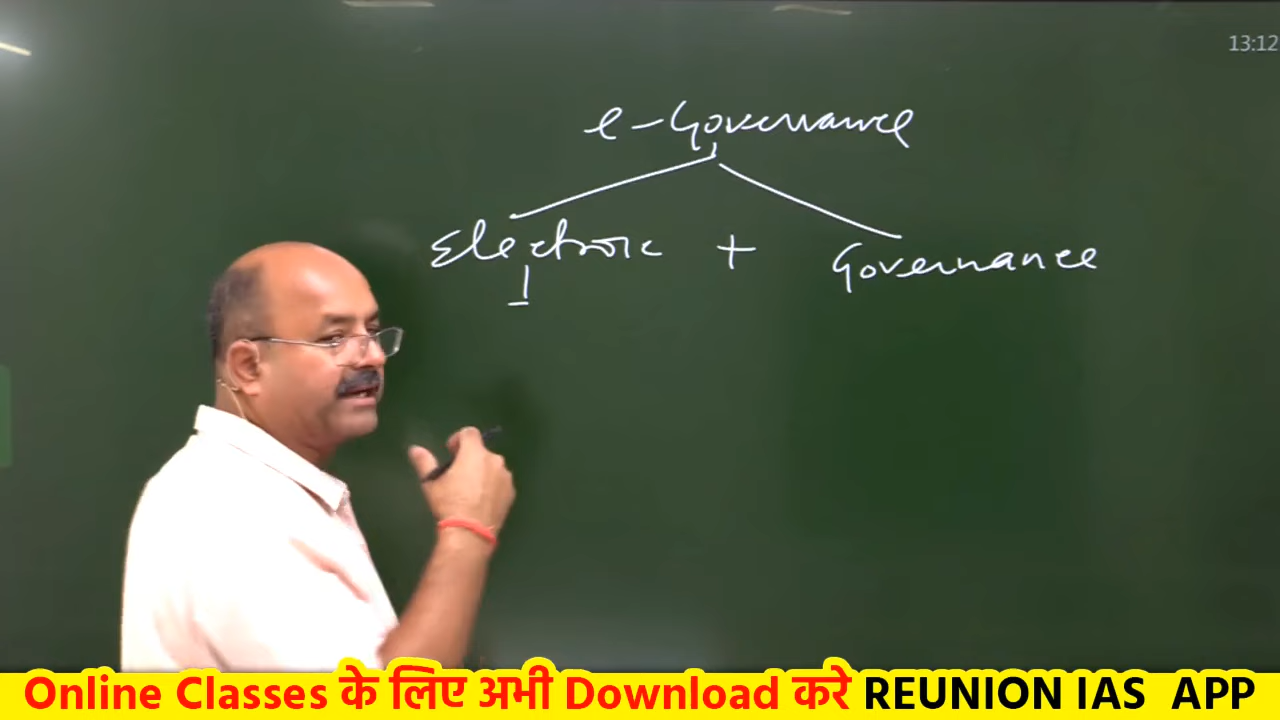 13:12
e-Governance
Electronic + Governance
Online Classes के लिए अभी Download करे REUNION IAS APP